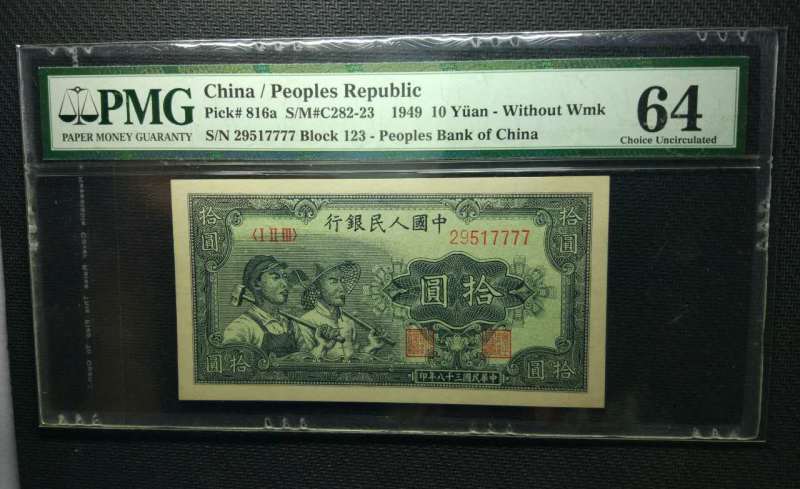 PMG
PAPER MONEY GUARANTY
China / Peoples Republic
Pick# 816a S/M#C282-23 1949 10 Yüan - Without Wmk
S/N 29517777 Block 123 - Peoples Bank of China
64
Choice Uncirculated
行銀民人國中
〈I II III〉
29517777
拾圓
拾圓
圓拾
圓拾
拾圓
印年八十三國民華中